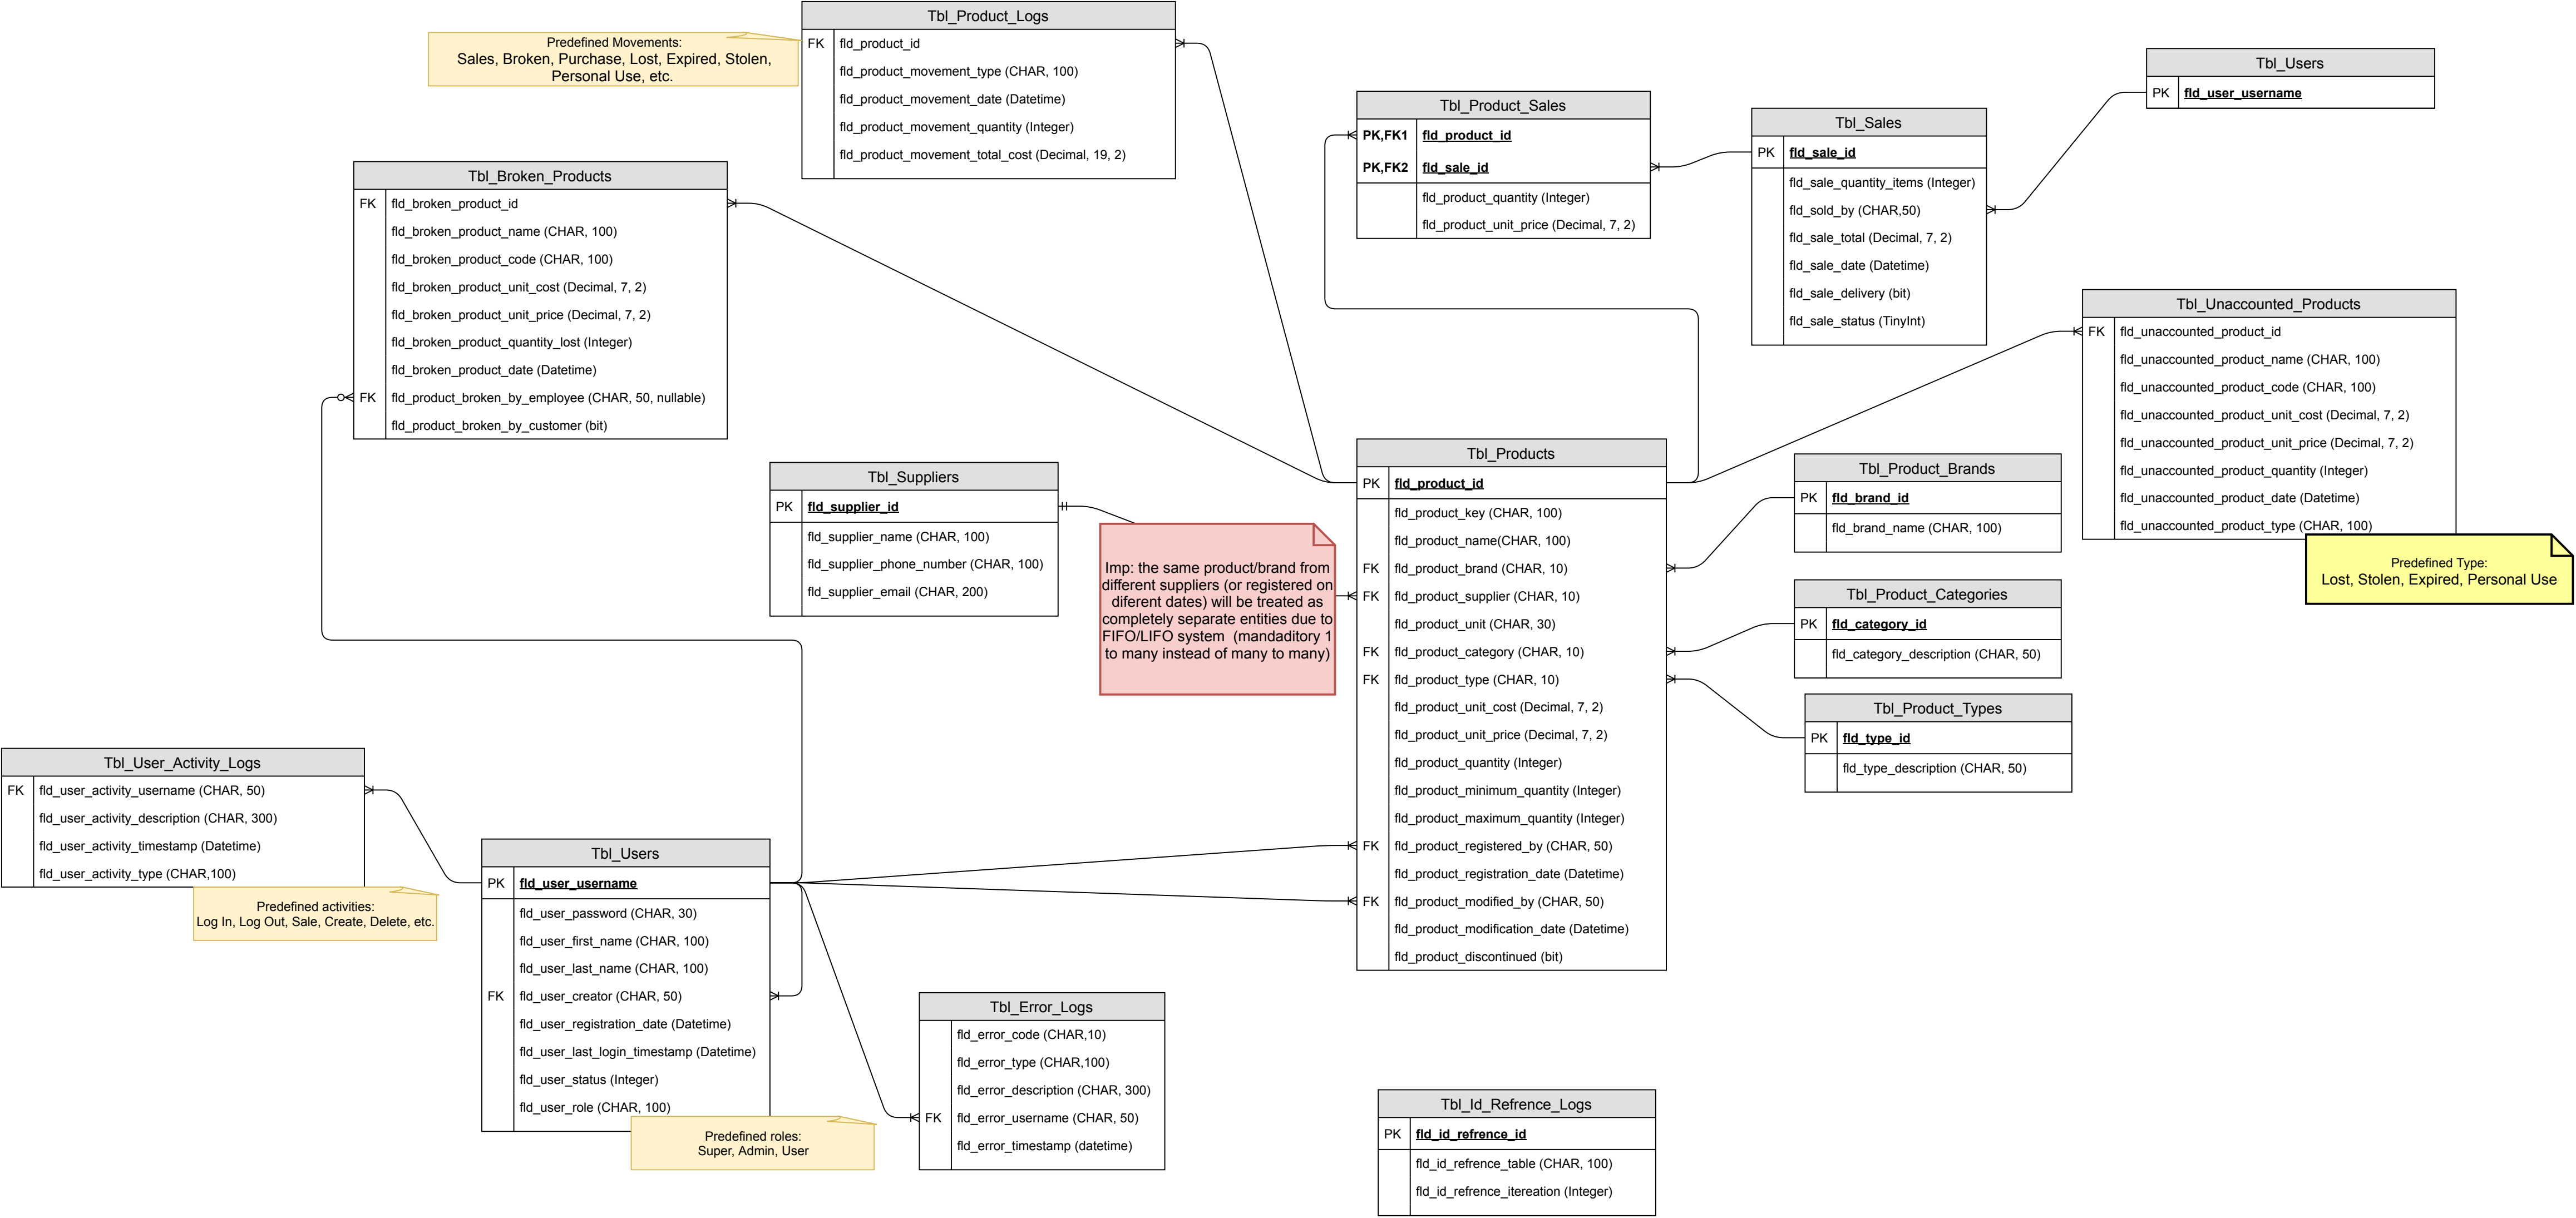 Tbl_Product_Logs
FK fld_product_id
fld_product_movement_type (CHAR, 100)
fld_product_movement_date (Datetime)
fld_product_movement_quantity (Integer)
fld_product_movement_total_cost (Decimal, 19, 2)
Predefined Movements:
Sales, Broken, Purchase, Lost, Expired, Stolen,
Personal Use, etc.
Tbl_Users
PK fld_user_username
Tbl_Product_Sales
PK,FK1 fld_product_id
PK,FK2 fld_sale_id
fld_product_quantity (Integer)
fld_product_unit_price (Decimal, 7, 2)
Tbl_Sales
PK fld_sale_id
fld_sale_quantity_items (Integer)
fld_sold_by (CHAR,50)
fld_sale_total (Decimal, 7, 2)
fld_sale_date (Datetime)
fld_sale_delivery (bit)
fld_sale_status (TinyInt)
Tbl_Broken_Products
FK fld_broken_product_id
fld_broken_product_name (CHAR, 100)
fld_broken_product_code (CHAR, 100)
fld_broken_product_unit_cost (Decimal, 7, 2)
fld_broken_product_unit_price (Decimal, 7, 2)
fld_broken_product_quantity_lost (Integer)
fld_broken_product_date (Datetime)
FK fld_product_broken_by_employee (CHAR, 50, nullable)
fld_product_broken_by_customer (bit)
Tbl_Unaccounted_Products
FK fld_unaccounted_product_id
fld_unaccounted_product_name (CHAR, 100)
fld_unaccounted_product_code (CHAR, 100)
fld_unaccounted_product_unit_cost (Decimal, 7, 2)
fld_unaccounted_product_unit_price (Decimal, 7, 2)
fld_unaccounted_product_quantity (Integer)
fld_unaccounted_product_date (Datetime)
fld_unaccounted_product_type (CHAR, 100)
Predefined Type:
Lost, Stolen, Expired, Personal Use
Tbl_Suppliers
PK fld_supplier_id
fld_supplier_name (CHAR, 100)
fld_supplier_phone_number (CHAR, 100)
fld_supplier_email (CHAR, 200)
Imp: the same product/brand from
different suppliers (or registered on
diferent dates) will be treated as
completely separate entities due to
FIFO/LIFO system (mandaditory 1
to many instead of many to many)
Tbl_Products
PK fld_product_id
fld_product_key (CHAR, 100)
fld_product_name(CHAR, 100)
FK fld_product_brand (CHAR, 10)
FK fld_product_supplier (CHAR, 10)
fld_product_unit (CHAR, 30)
FK fld_product_category (CHAR, 10)
FK fld_product_type (CHAR, 10)
fld_product_unit_cost (Decimal, 7, 2)
fld_product_unit_price (Decimal, 7, 2)
fld_product_quantity (Integer)
fld_product_minimum_quantity (Integer)
fld_product_maximum_quantity (Integer)
FK fld_product_registered_by (CHAR, 50)
fld_product_registration_date (Datetime)
FK fld_product_modified_by (CHAR, 50)
fld_product_modification_date (Datetime)
fld_product_discontinued (bit)
Tbl_Product_Brands
PK fld_brand_id
fld_brand_name (CHAR, 100)
Tbl_Product_Categories
PK fld_category_id
fld_category_description (CHAR, 50)
Tbl_Product_Types
PK fld_type_id
fld_type_description (CHAR, 50)
Tbl_User_Activity_Logs
FK fld_user_activity_username (CHAR, 50)
fld_user_activity_description (CHAR, 300)
fld_user_activity_timestamp (Datetime)
fld_user_activity_type (CHAR,100)
Predefined activities:
Log In, Log Out, Sale, Create, Delete, etc.
Tbl_Users
PK fld_user_username
fld_user_password (CHAR, 30)
fld_user_first_name (CHAR, 100)
fld_user_last_name (CHAR, 100)
FK fld_user_creator (CHAR, 50)
fld_user_registration_date (Datetime)
fld_user_last_login_timestamp (Datetime)
fld_user_status (Integer)
fld_user_role (CHAR, 100)
Predefined roles:
Super, Admin, User
Tbl_Error_Logs
fld_error_code (CHAR,10)
fld_error_type (CHAR,100)
fld_error_description (CHAR, 300)
FK fld_error_username (CHAR, 50)
fld_error_timestamp (datetime)
Tbl_Id_Refrence_Logs
PK fld_id_refrence_id
fld_id_refrence_table (CHAR, 100)
fld_id_refrence_itereation (Integer)